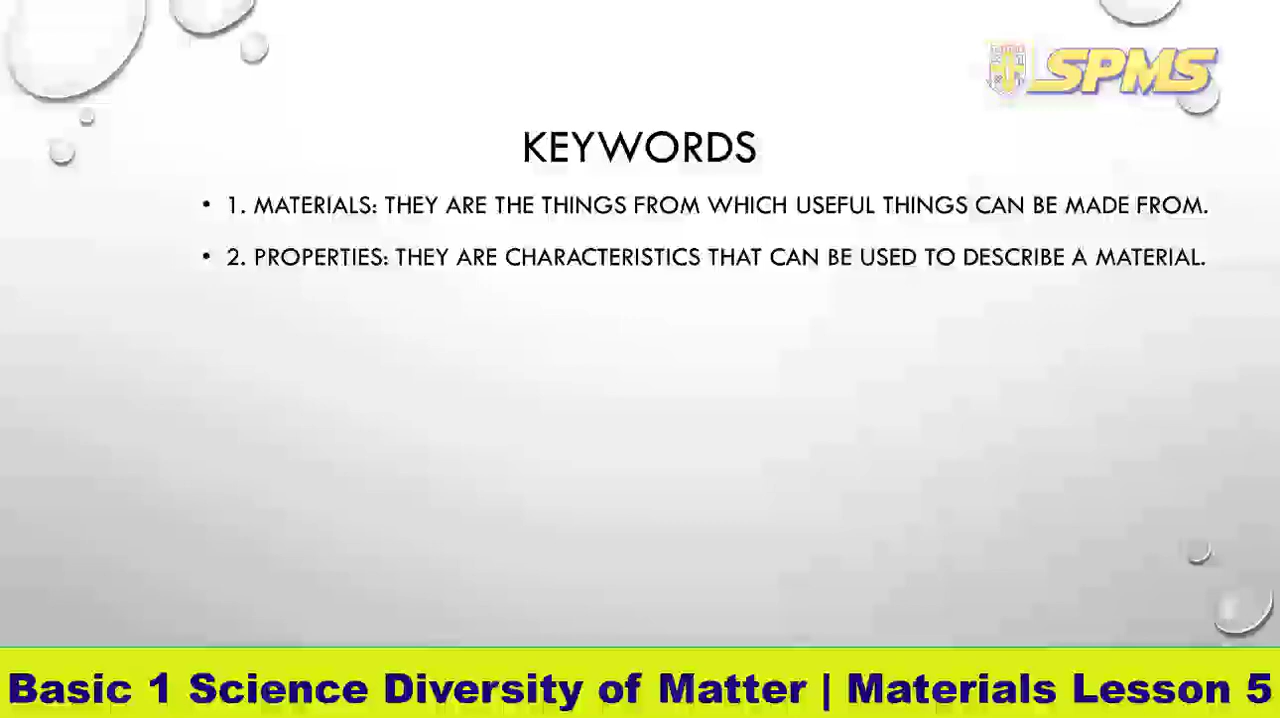 SPMS
KEYWORDS
• 1. MATERIALS: THEY ARE THE THINGS FROM WHICH USEFUL THINGS CAN BE MADE FROM.
• 2. PROPERTIES: THEY ARE CHARACTERISTICS THAT CAN BE USED TO DESCRIBE A MATERIAL.
Basic 1 Science Diversity of Matter | Materials Lesson 5